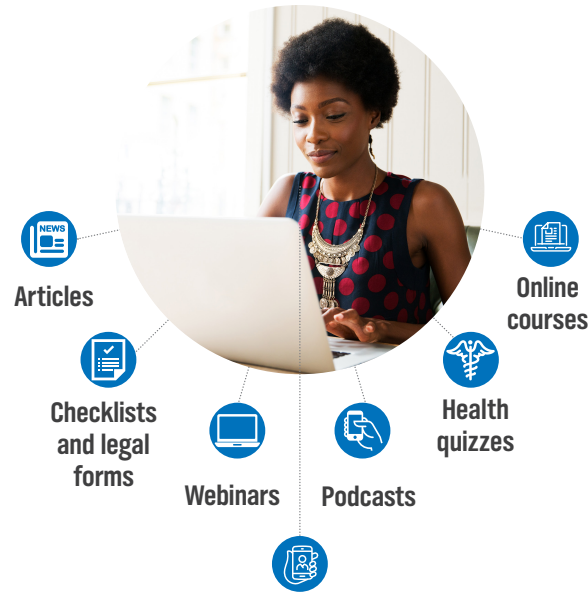 NEWS
Articles
Online
courses
Checklists
and legal
forms
Health
quizzes
Webinars
Podcasts